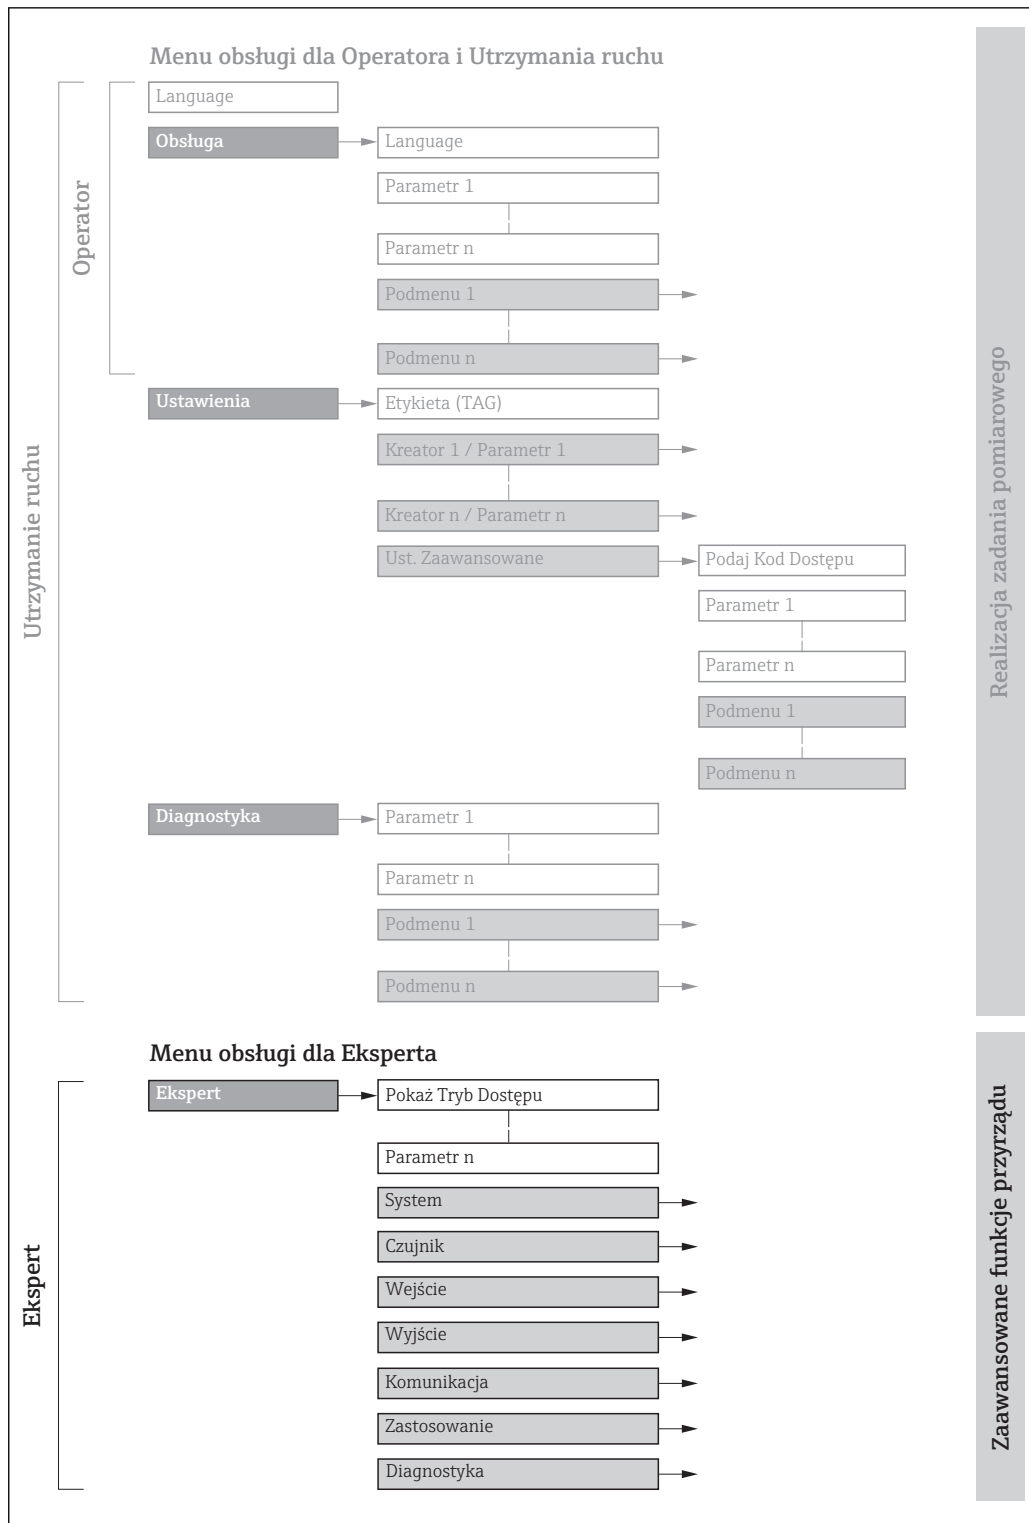 Menu obsługi dla Operatora i Utrzymania ruchu
Language
Obsługa
Language
Parametr 1
Parametr n
Podmenu 1
Podmenu n
Operator
Ustawienia
Etykieta (TAG)
Kreator 1 / Parametr 1
Kreator n / Parametr n
Ust. Zaawansowane
Podaj Kod Dostępu
Parametr 1
Parametr n
Podmenu 1
Podmenu n
Utrzymanie ruchu
Diagnostyka
Parametr 1
Parametr n
Podmenu 1
Podmenu n
Realizacja zadania pomiarowego
Menu obsługi dla Eksperta
Ekspert
Pokaż Tryb Dostępu
Parametr n
System
Czujnik
Wejście
Wyjście
Komunikacja
Zastosowanie
Diagnostyka
Ekspert
Zaawansowane funkcje przyrządu